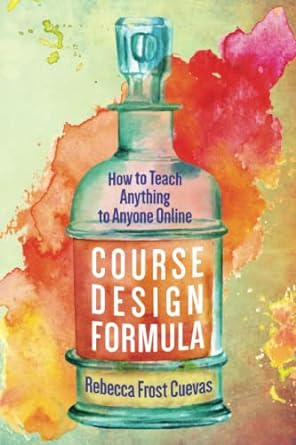 How to Teach
Anything
to Anyone Online
COURSE
DESIGN
FORMULA
Rebecca Frost Cuevas